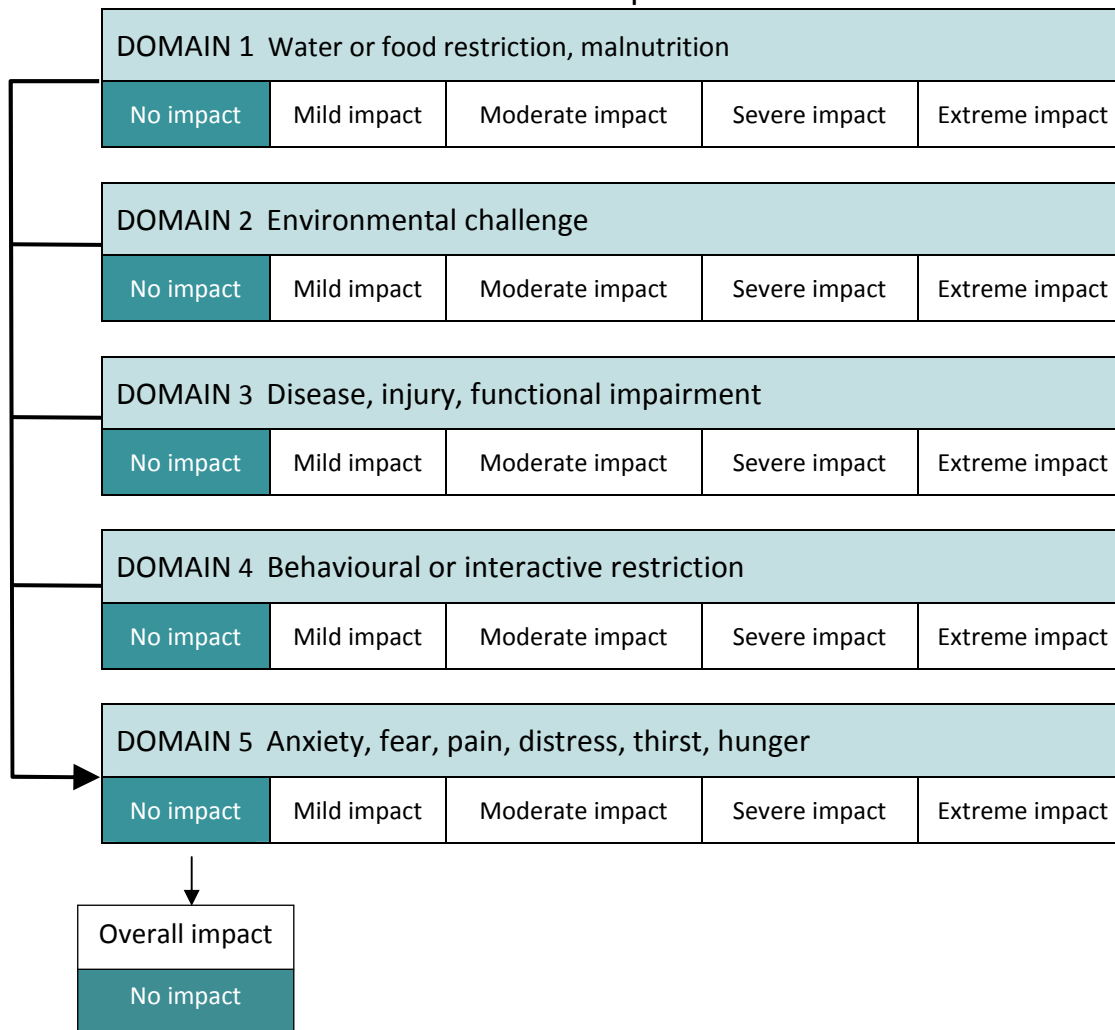 DOMAIN 1 Water or food restriction, malnutrition
No impact Mild impact Moderate impact Severe impact Extreme impact
DOMAIN 2 Environmental challenge
No impact Mild impact Moderate impact Severe impact Extreme impact
DOMAIN 3 Disease, injury, functional impairment
No impact Mild impact Moderate impact Severe impact Extreme impact
DOMAIN 4 Behavioural or interactive restriction
No impact Mild impact Moderate impact Severe impact Extreme impact
DOMAIN 5 Anxiety, fear, pain, distress, thirst, hunger
No impact Mild impact Moderate impact Severe impact Extreme impact
Overall impact
No impact